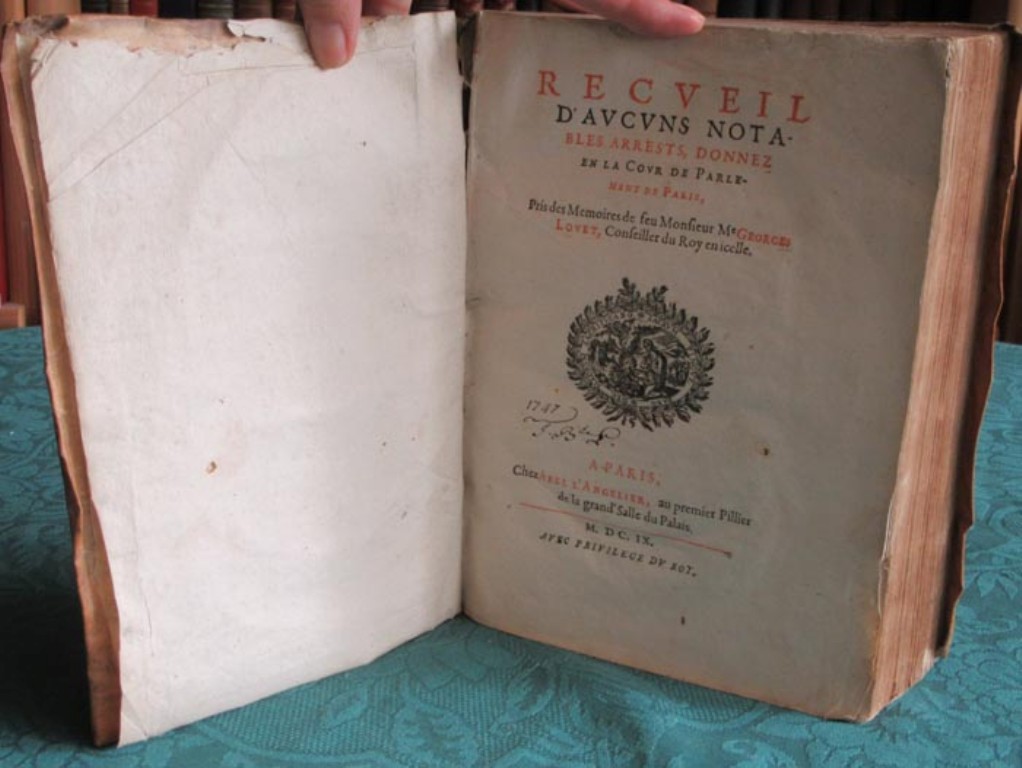 RECVEIL
D'AVCVNS NOTA-
BLES ARRESTS, DONNEZ
EN LA COVR DE PARLE-
MENT DE PARIS,
Pris des Memoires de feu Monſieur Me GEORGES
LOVET, Conſeiller du Roy en icelle.
1747
A PARIS,
Chez ABEL L'ANGELIER, au premier Pillier
de la grand' Salle du Palais.
M. DC. IX.
AVEC PRIVILEGE DV ROY.